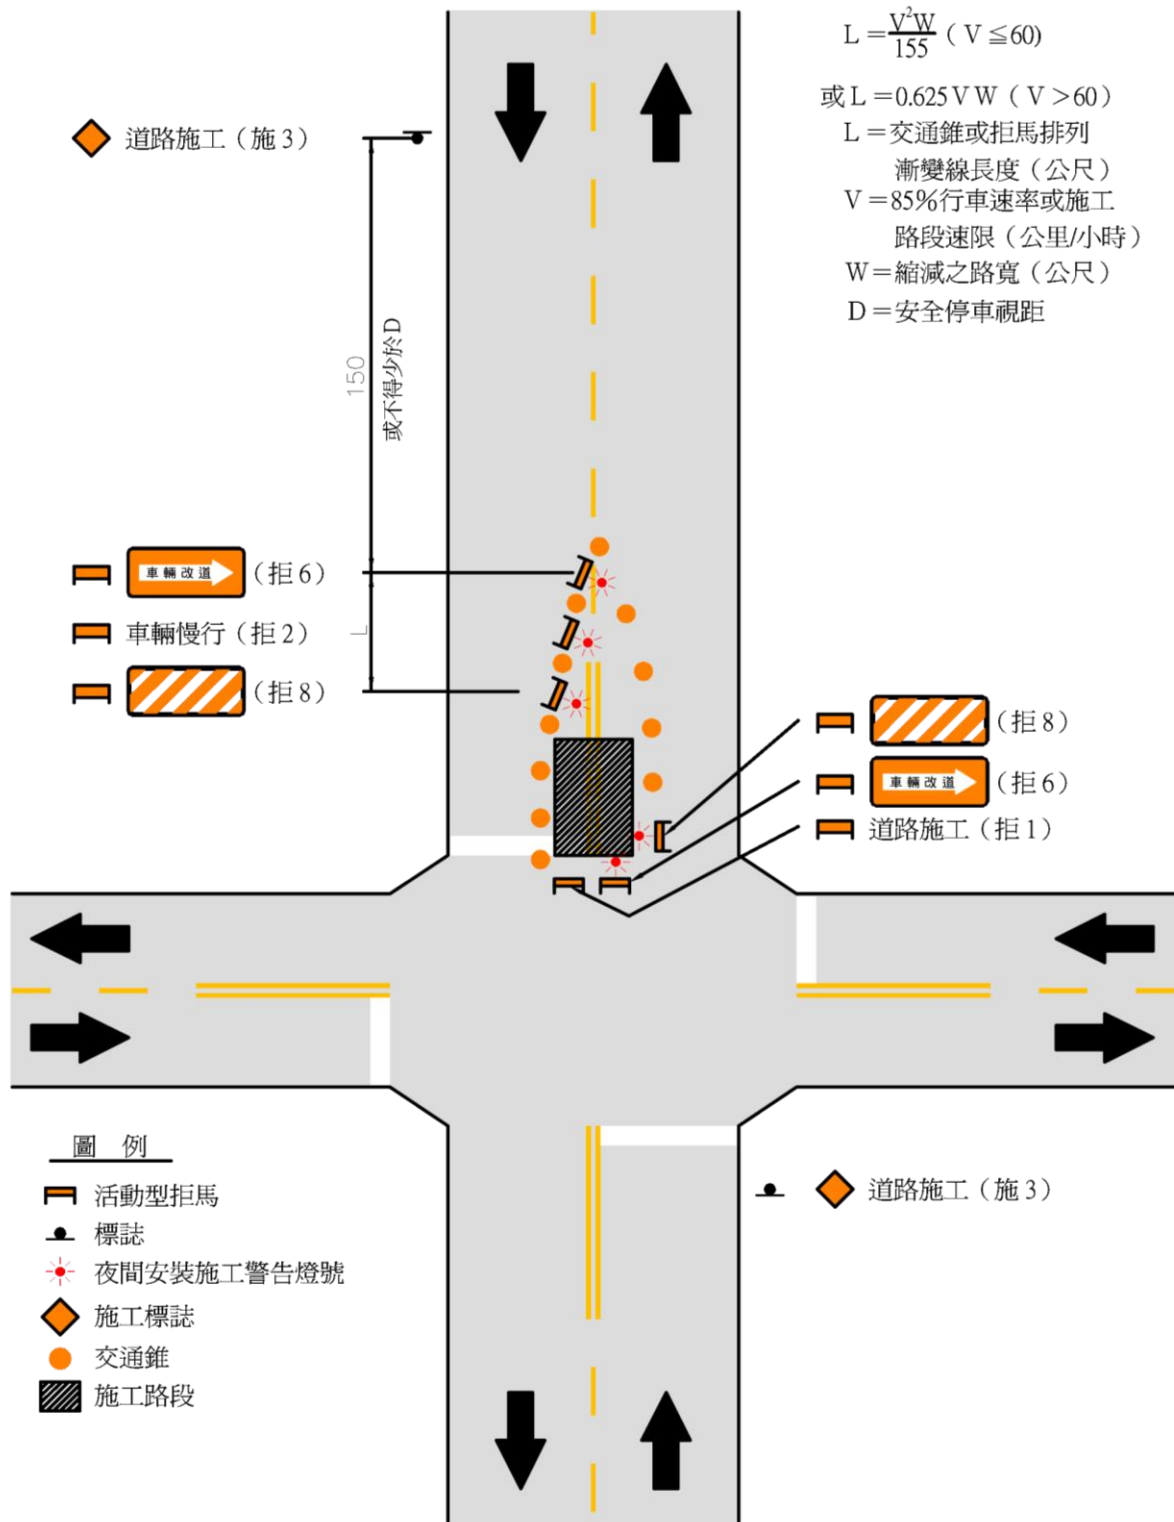 L＝V²W/155（V≦60)
或L＝0.625VW（V＞60）
L＝交通錐或拒馬排列
漸變線長度（公尺）
V＝85%行車速率或施工
路段速限（公里/小時）
W＝縮減之路寬（公尺）
D＝安全停車視距
道路施工（施3）
150
或不得少於D
車輛改道
（拒6）
L
車輛慢行（拒2）
（拒8）
（拒8）
車輛改道
（拒6）
道路施工（拒1）
圖 例
活動型拒馬
標誌
夜間安裝施工警告燈號
施工標誌
交通錐
施工路段
道路施工（施3）